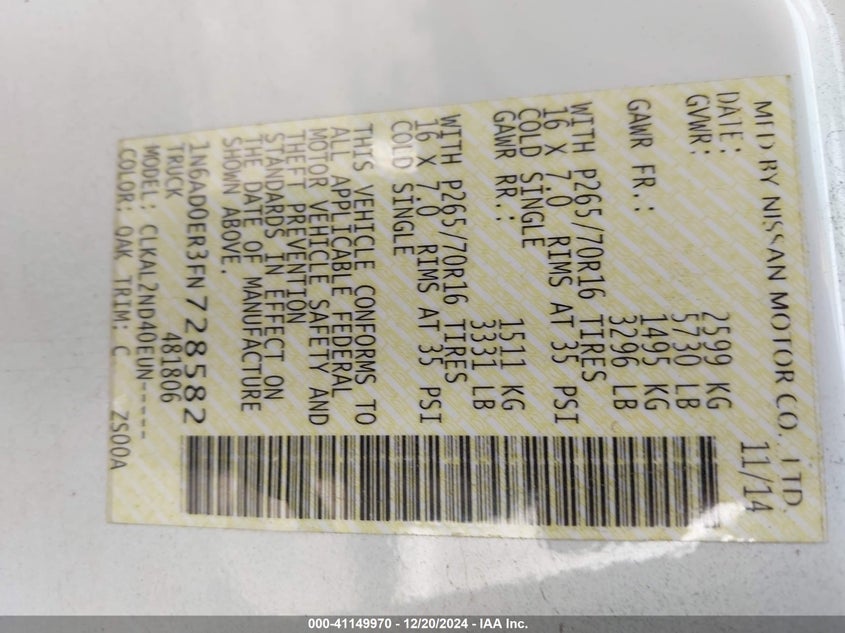 MFD BY NISSAN MOTOR CO., LTD.
DATE: 11/14
GVWR: 2599 KG
5730 LB
GAWR FR.: 1495 KG
3296 LB
WITH P265/70R16 TIRES
16 X 7.0 RIMS AT 35 PSI
COLD SINGLE
GAWR RR.: 1511 KG
3331 LB
WITH P265/70R16 TIRES
16 X 7.0 RIMS AT 35 PSI
COLD SINGLE
THIS VEHICLE CONFORMS TO
ALL APPLICABLE FEDERAL
MOTOR VEHICLE SAFETY AND
THEFT PREVENTION
STANDARDS IN EFFECT ON
THE DATE OF MANUFACTURE
SHOWN ABOVE.
1N6AD0ER3FN728582
TRUCK 481806
MODEL: CLKAL2ND40EUN-----
COLOR: QAK TRIM: C ZS00A
000-41149970 - 12/20/2024 - IAA Inc.